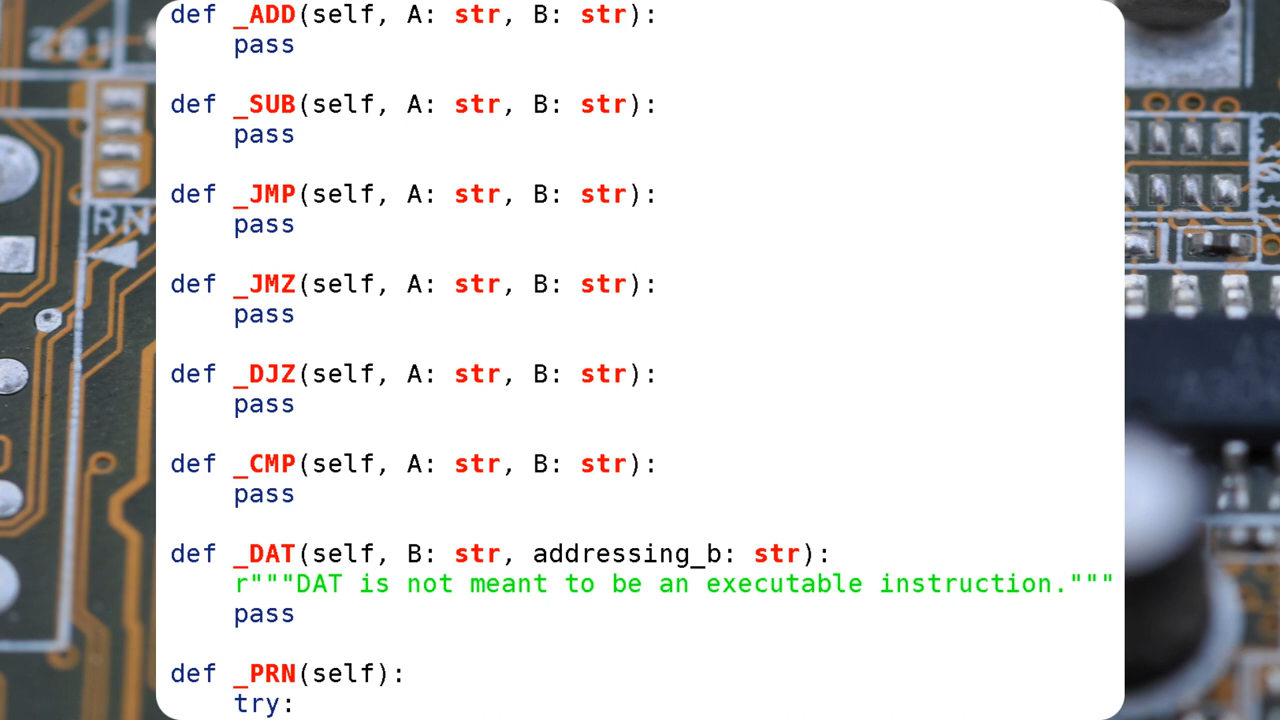 def _ADD(self, A: str, B: str):
    pass

def _SUB(self, A: str, B: str):
    pass

def _JMP(self, A: str, B: str):
    pass

def _JMZ(self, A: str, B: str):
    pass

def _DJZ(self, A: str, B: str):
    pass

def _CMP(self, A: str, B: str):
    pass

def _DAT(self, B: str, addressing_b: str):
    r"""DAT is not meant to be an executable instruction."""
    pass

def _PRN(self):
    try:
RN